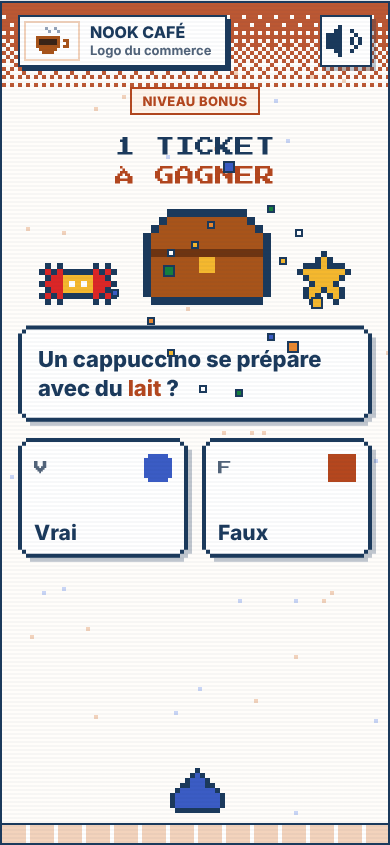 NOOK CAFÉ
Logo du commerce
NIVEAU BONUS
1 TICKET
À GAGNER
Un cappuccino se prépare
avec du lait ?
V
F
Vrai
Faux